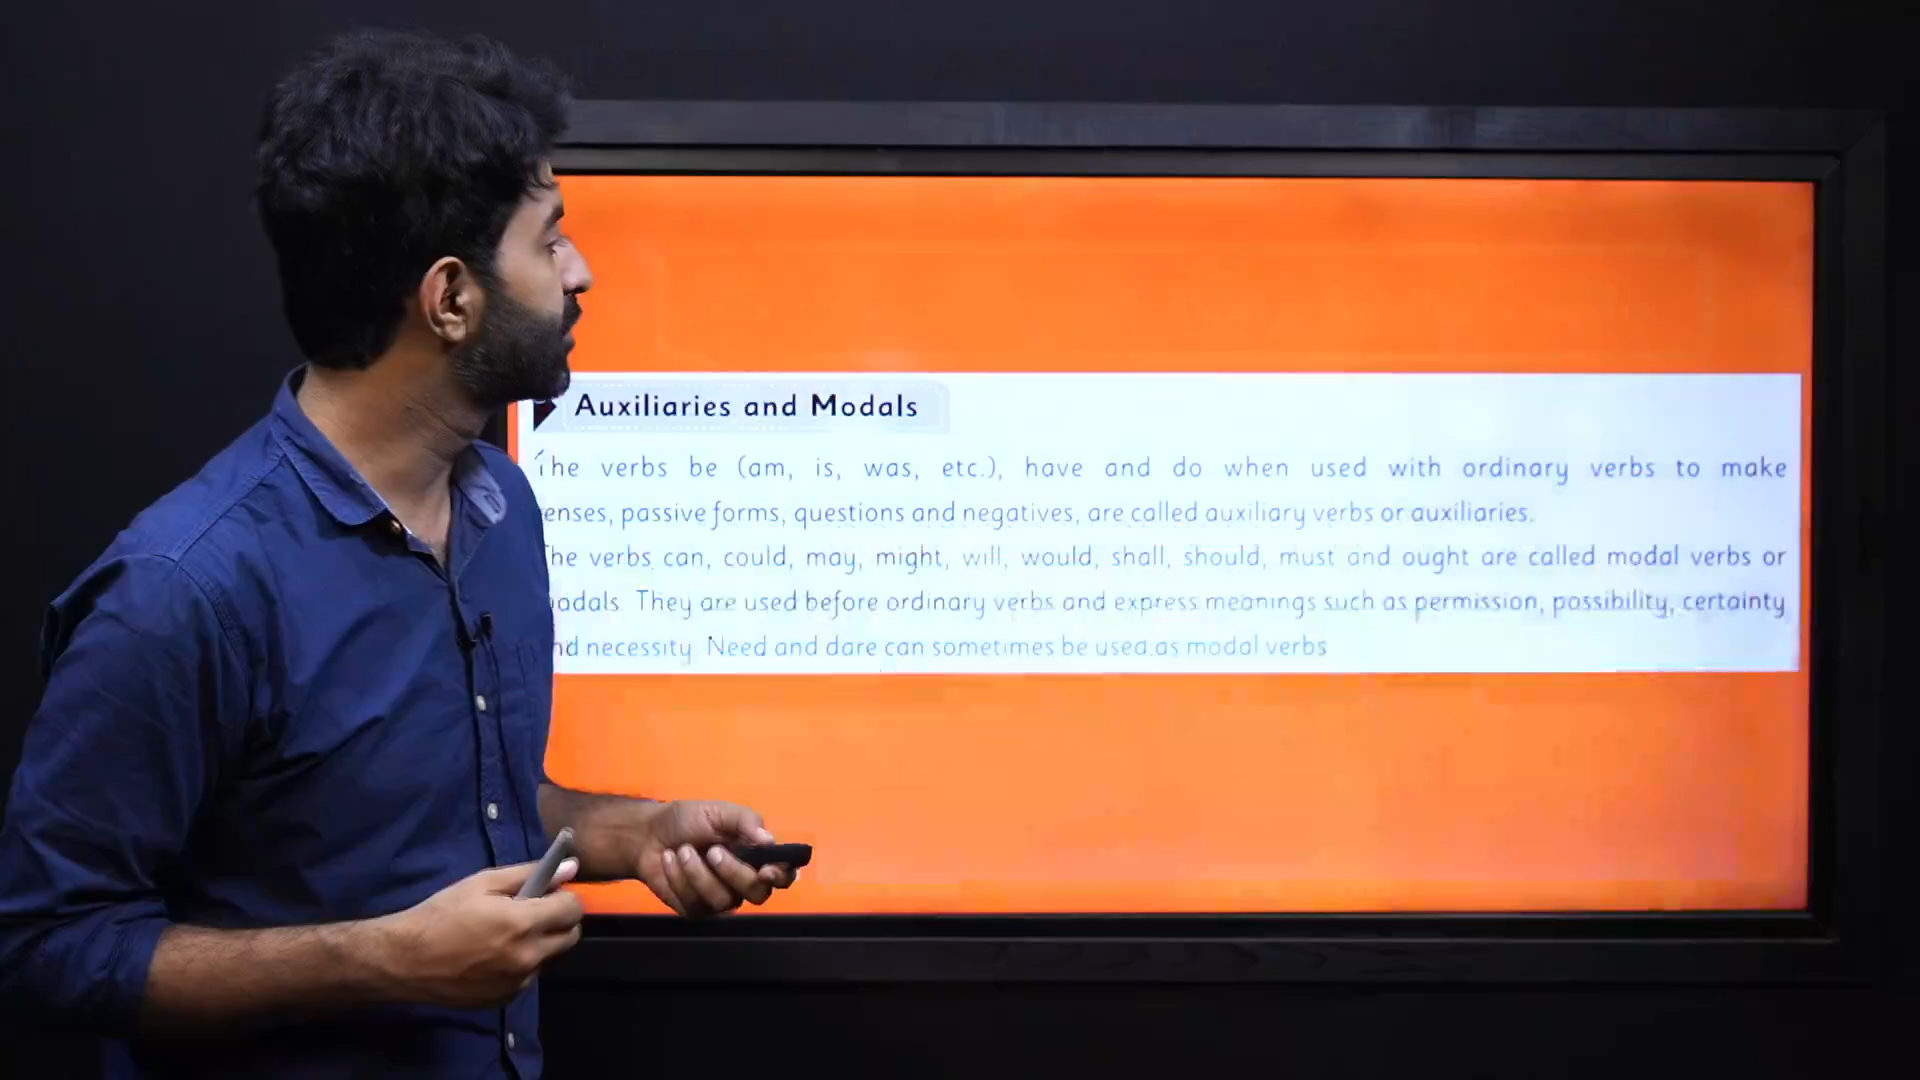 Auxiliaries and Modals
The verbs be (am, is, was, etc.), have and do when used with ordinary verbs to make
enses, passive forms, questions and negatives, are called auxiliary verbs or auxiliaries.
The verbs can, could, may, might, will, would, shall, should, must and ought are called modal verbs or
odals. They are used before ordinary verbs and express meanings such as permission, possibility, certainty
nd necessity. Need and dare can sometimes be used as modal verbs